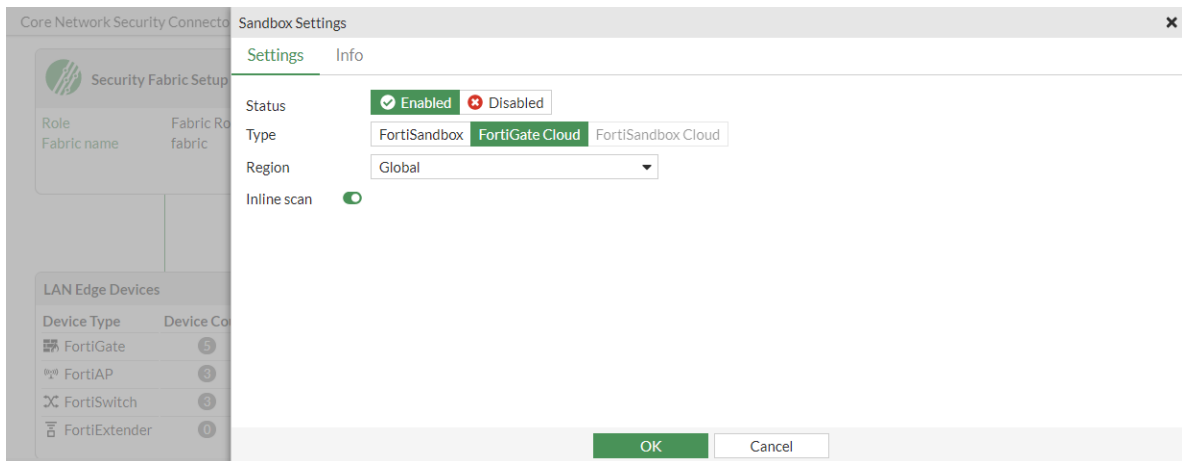 Core Network Security Connecto
Sandbox Settings
Settings Info
Security Fabric Setup
Role Fabric Ro
Fabric name fabric
Status Enabled Disabled
Type FortiSandbox FortiGate Cloud FortiSandbox Cloud
Region Global
Inline scan
LAN Edge Devices
Device Type Device Cou
FortiGate 5
FortiAP 3
FortiSwitch 3
FortiExtender 0
OK Cancel